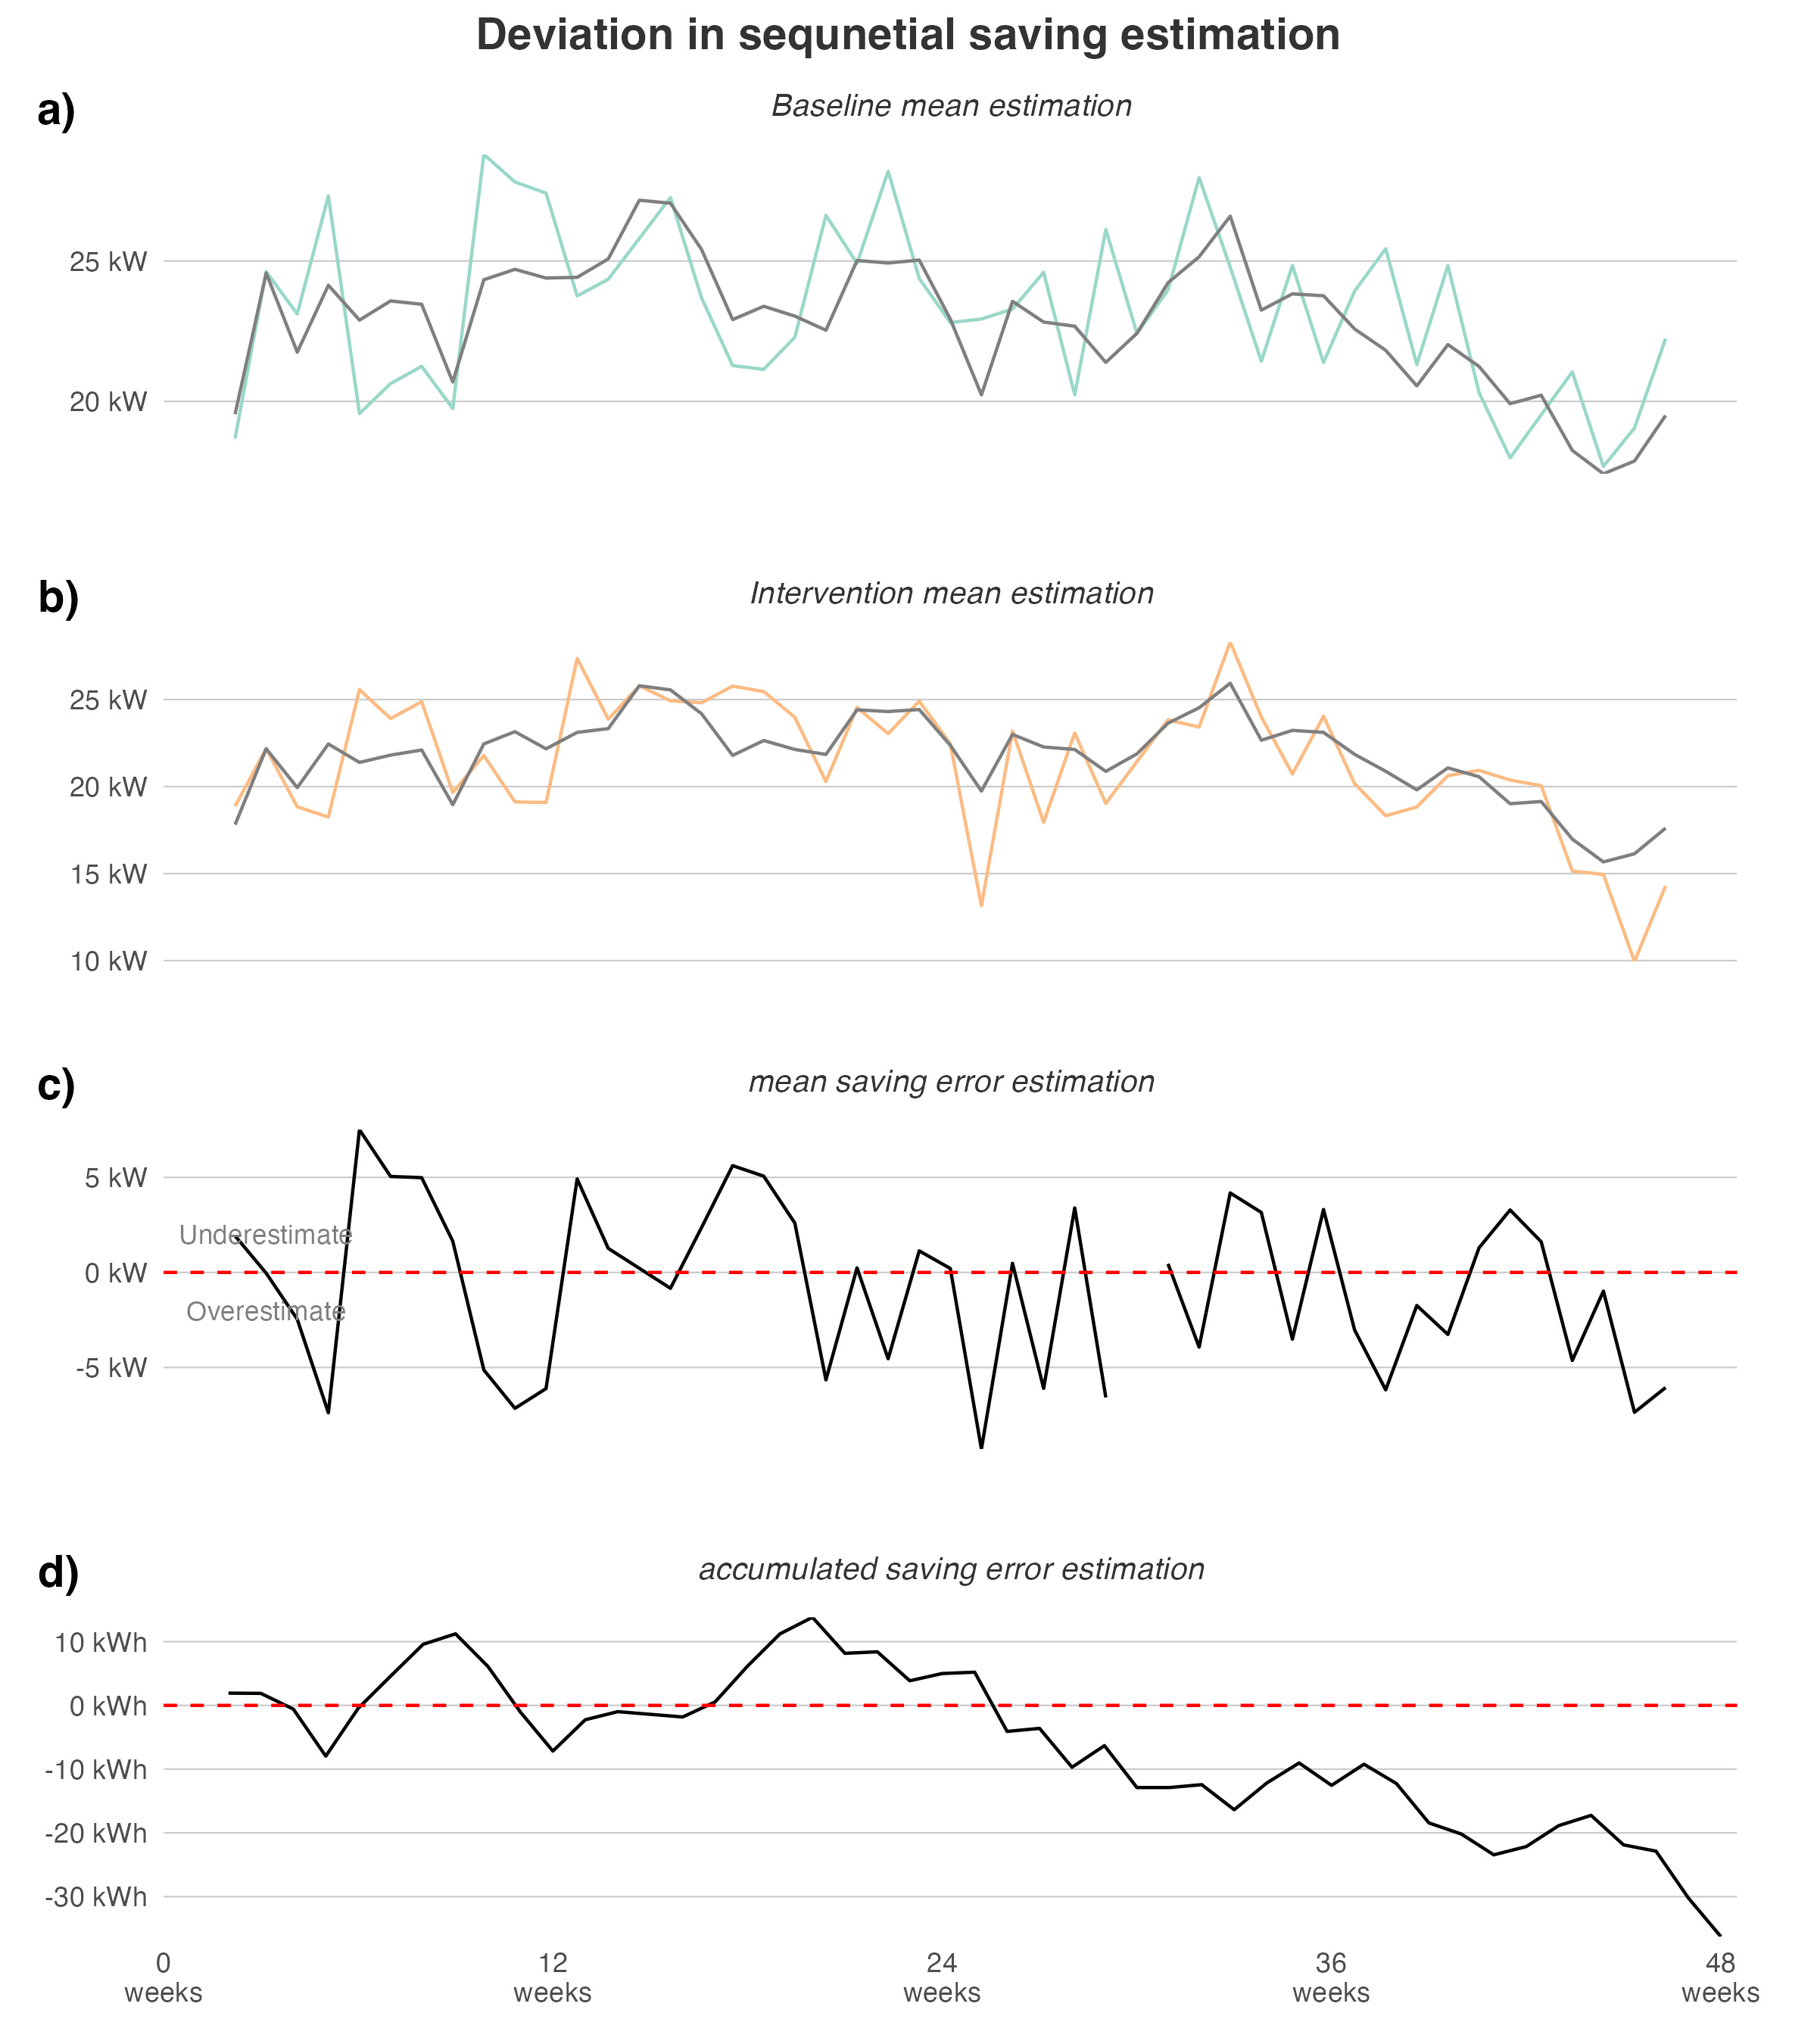 Deviation in sequnetial saving estimation
a)
Baseline mean estimation
25 kW
20 kW
b)
Intervention mean estimation
25 kW
20 kW
15 kW
10 kW
c)
mean saving error estimation
5 kW
Underestimate
0 kW
Overestimate
-5 kW
d)
accumulated saving error estimation
10 kWh
0 kWh
-10 kWh
-20 kWh
-30 kWh
0 12 24 36 48
weeks weeks weeks weeks weeks